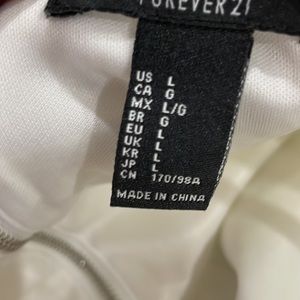 FOREVER 21
US L
CA G
MX L/G
BR G
EU L
UK L
KR L
JP L
CN 170/98A
MADE IN CHINA